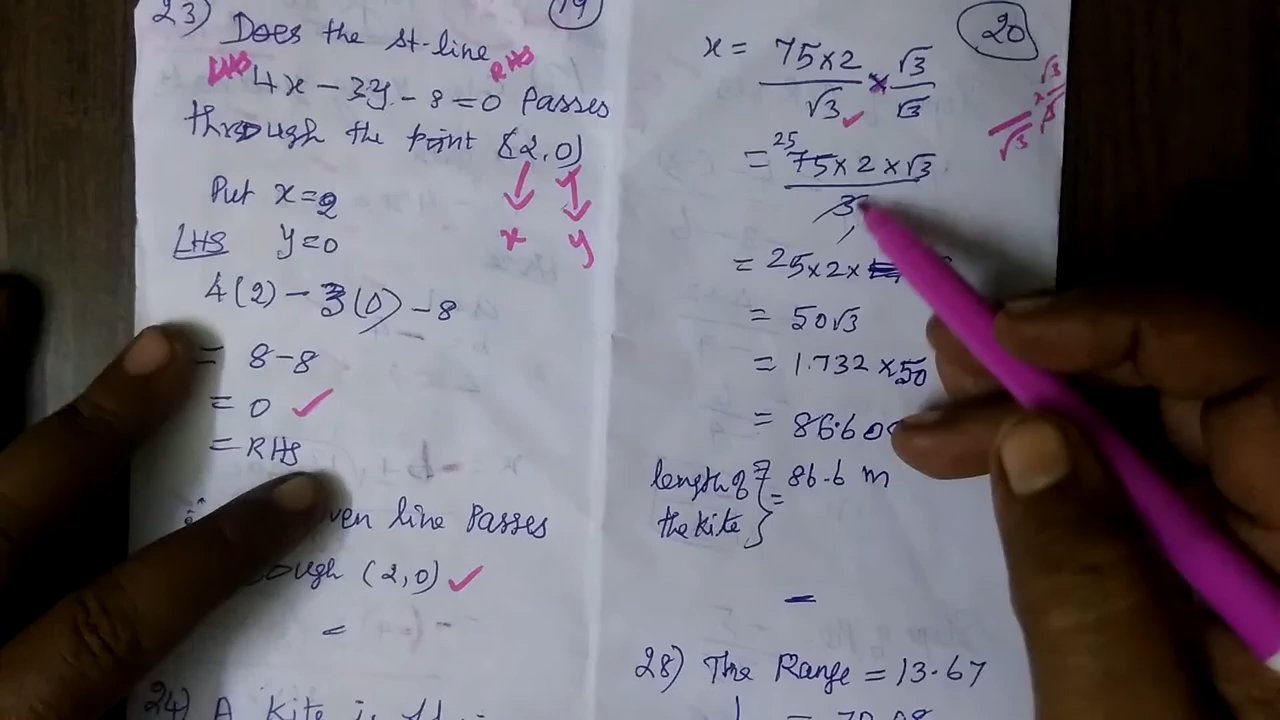 23) Does the st-line
LHS 4x - 3y - 8 = 0 Passes RHS
through the point (2, 0)
Put x = 2
x y
LHS y = 0
4(2) - 3(0) - 8
= 8 - 8
= 0 ✓
= RHS
ven line Passes
ough (2, 0) ✓
=
24) A Kite is
19
20
x = 75×2/√3 × √3/√3
= 75×2×√3/3
25
= 25×2×
= 50√3
= 1.732 × 50
= 86.60
length of the Kite } = 86.6 m
28) The Range = 13.67